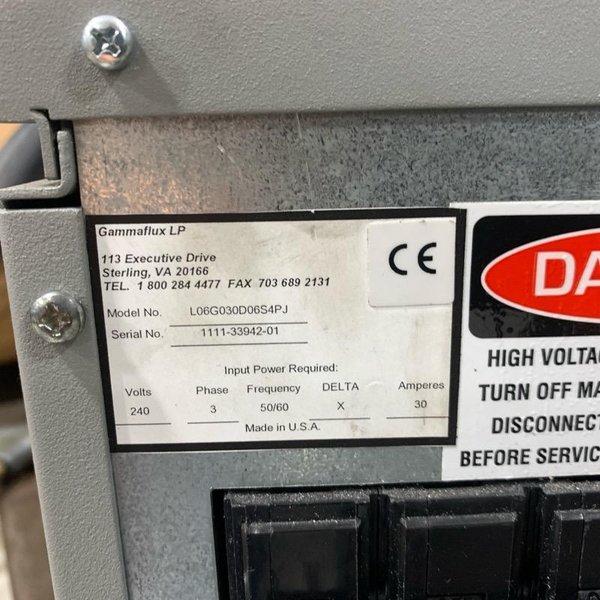 Gammaflux LP
113 Executive Drive
Sterling, VA 20166
TEL. 1 800 284 4477 FAX 703 689 2131
CE
Model No. L06G030D06S4PJ
Serial No. 1111-33942-01
Input Power Required:
Volts Phase Frequency DELTA Amperes
240 3 50/60 X 30
Made in U.S.A.
DA
HIGH VOLTA
TURN OFF MA
DISCONNECT
BEFORE SERVIC